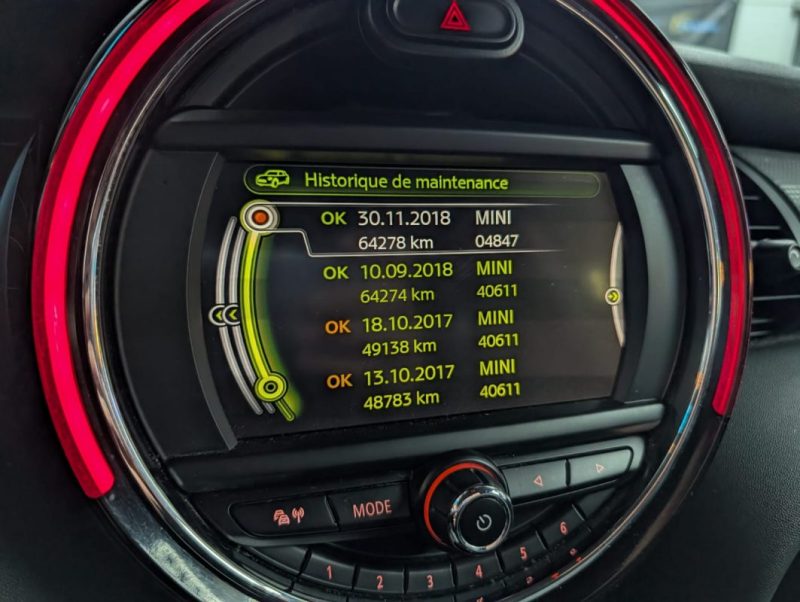 Historique de maintenance
OK 30.11.2018 MINI
64278 km 04847
OK 10.09.2018 MINI
64274 km 40611
OK 18.10.2017 MINI
49138 km 40611
OK 13.10.2017 MINI
48783 km 40611
MODE
1 2 3 4 5 6